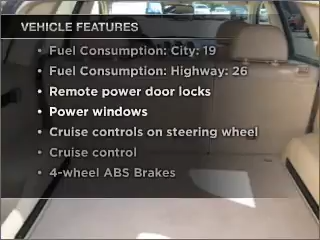 VEHICLE FEATURES
• Fuel Consumption: City: 19
• Fuel Consumption: Highway: 26
• Remote power door locks
• Power windows
• Cruise controls on steering wheel
• Cruise control
• 4-wheel ABS Brakes